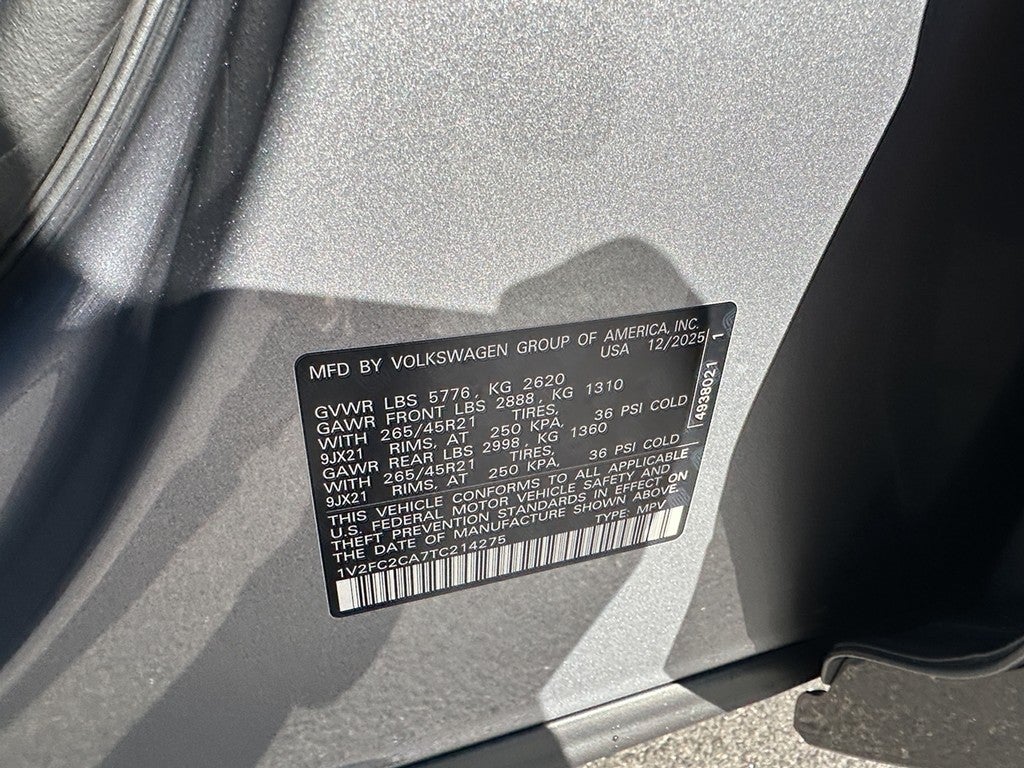 MFD BY VOLKSWAGEN GROUP OF AMERICA, INC.
USA 12/2025
GVWR LBS 5776, KG 2620
GAWR FRONT LBS 2888, KG 1310
WITH 265/45R21 TIRES,
9JX21 RIMS, AT 250 KPA, 36 PSI COLD
GAWR REAR LBS 2998, KG 1360
WITH 265/45R21 TIRES,
9JX21 RIMS, AT 250 KPA, 36 PSI COLD
THIS VEHICLE CONFORMS TO ALL APPLICABLE
U.S. FEDERAL MOTOR VEHICLE SAFETY AND
THEFT PREVENTION STANDARDS IN EFFECT ON
THE DATE OF MANUFACTURE SHOWN ABOVE.
1V2FC2CA7TC214275 TYPE: MPV
4938021 1